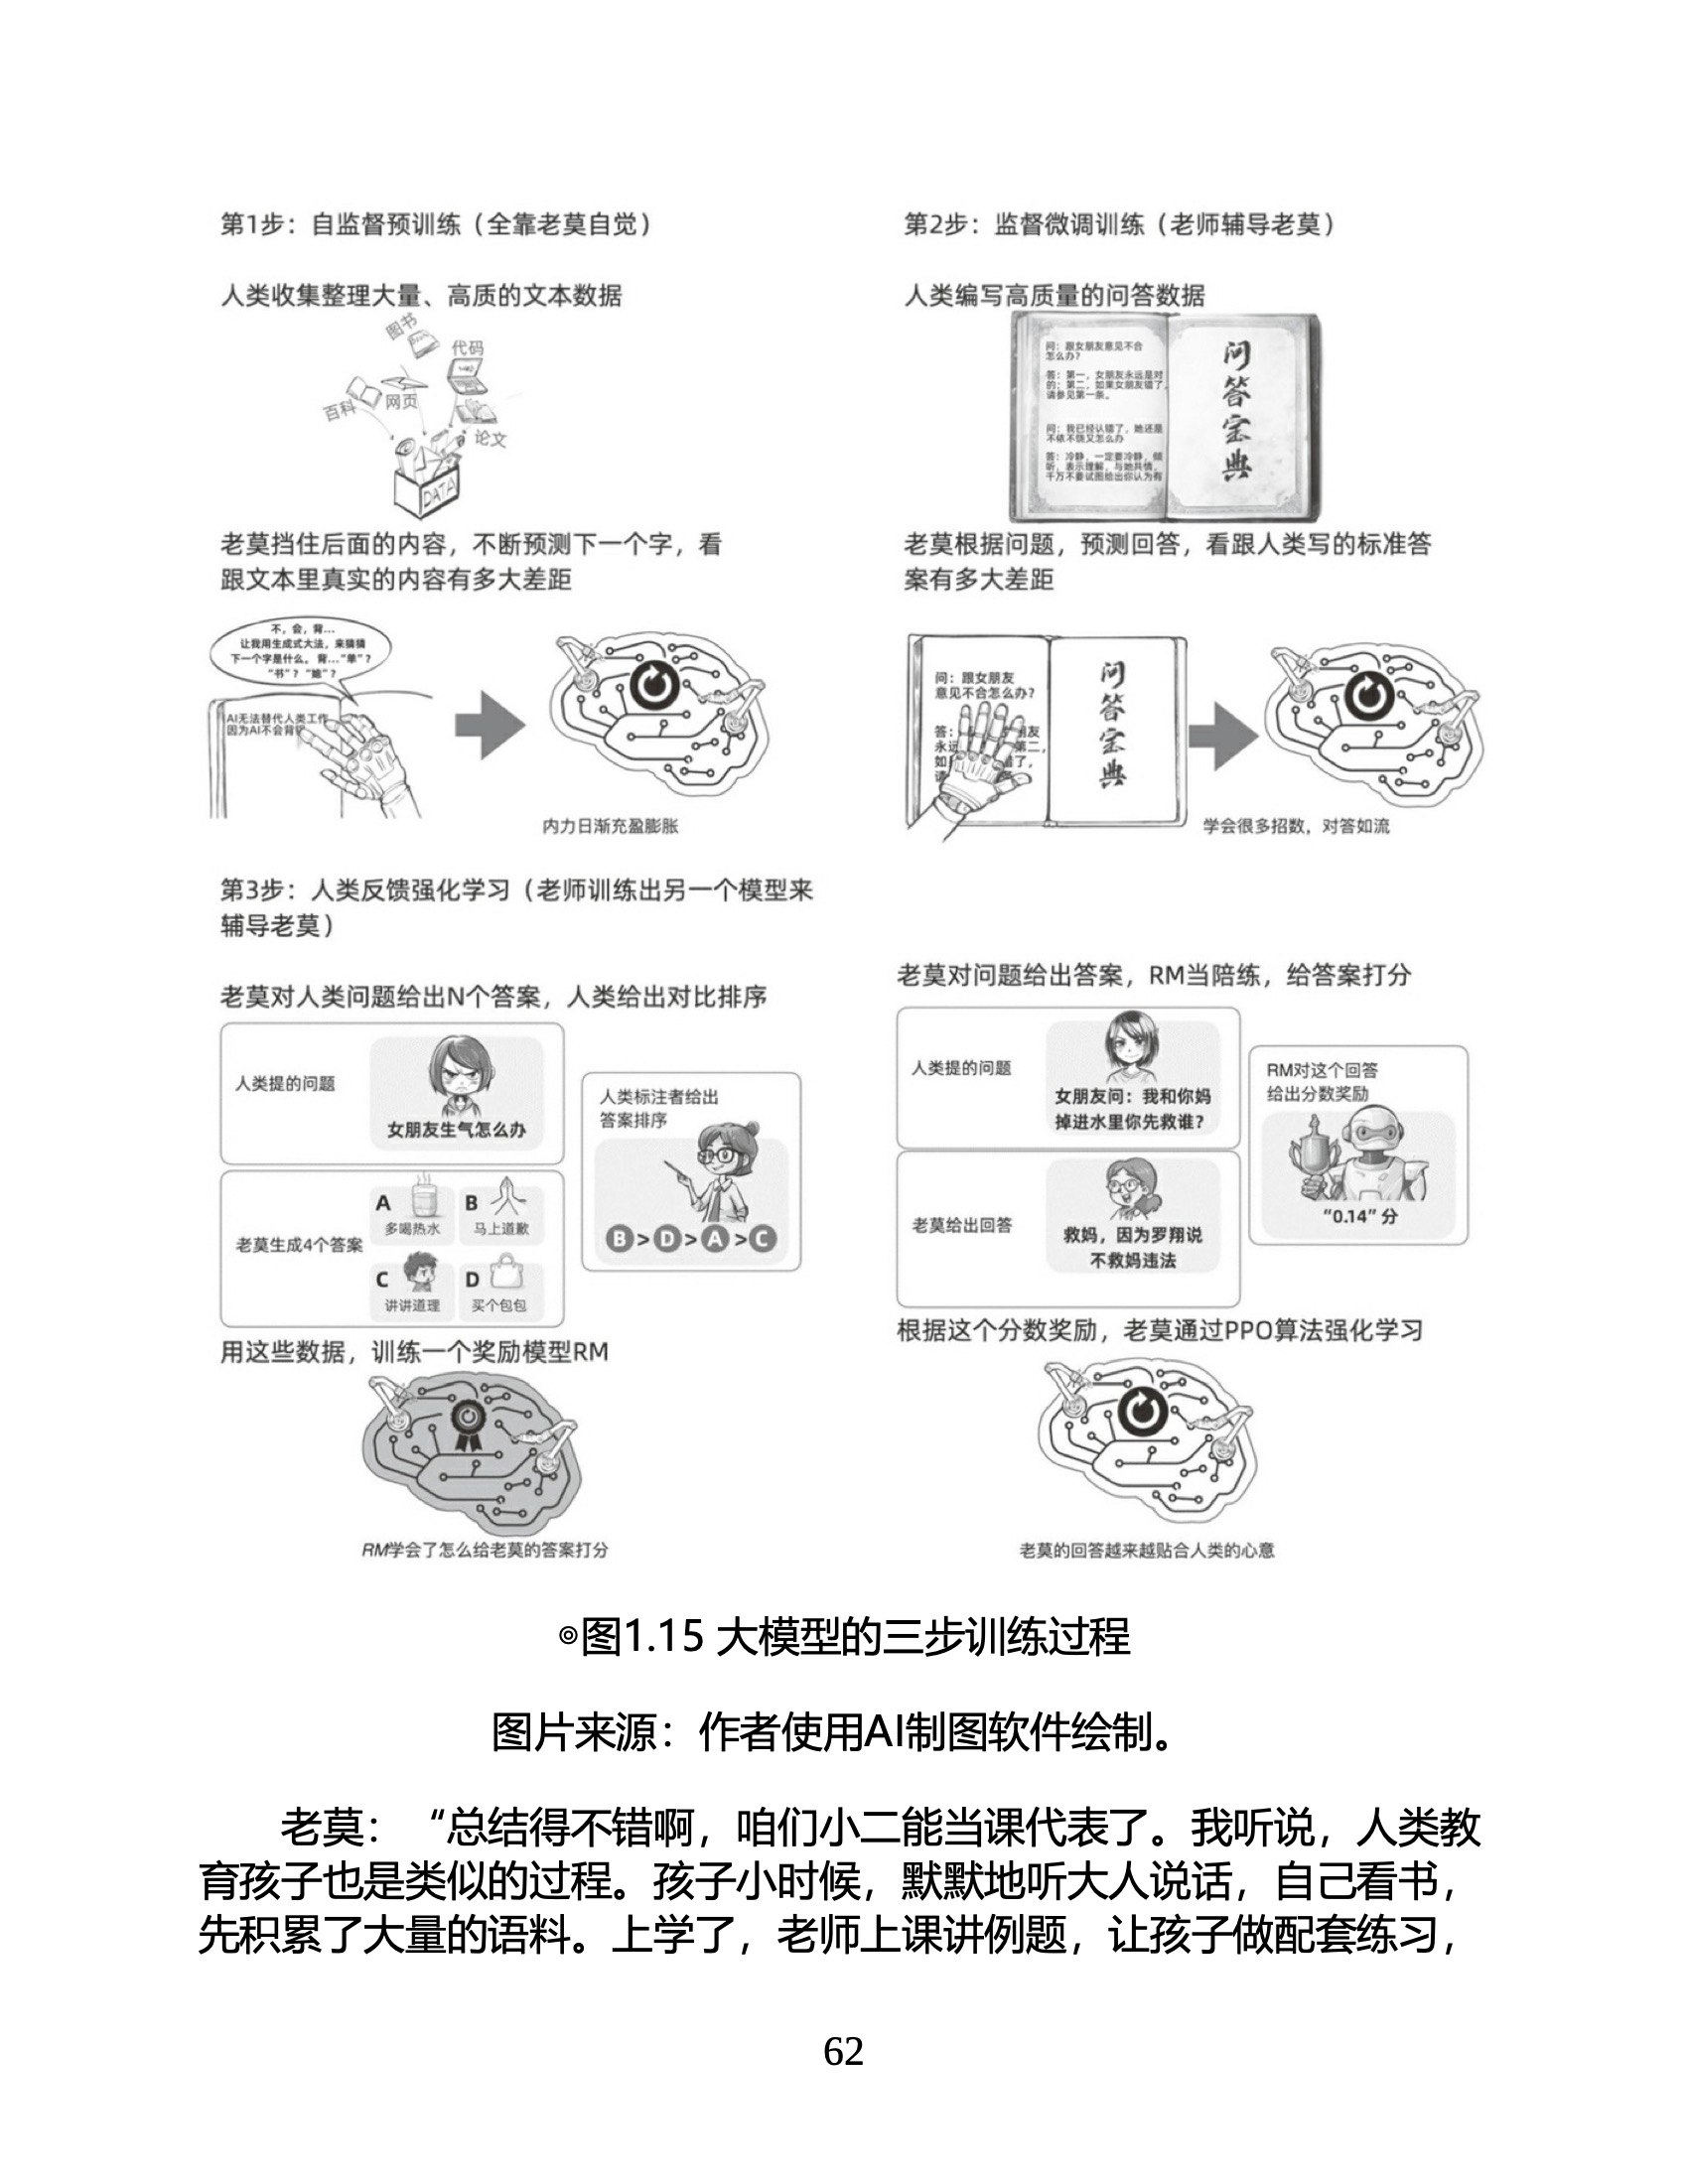 第1步：自监督预训练（全靠老莫自觉）
人类收集整理大量、高质的文本数据
图书
代码
百科
网页
论文
DATA
老莫挡住后面的内容，不断预测下一个字，看
跟文本里真实的内容有多大差距
不，会，背…
让我用生成式大法，来猜猜
下一个字是什么。背…“单”？
“书”？“她”？
AI无法替代人类工作
因为AI不会背
内力日渐充盈膨胀
第2步：监督微调训练（老师辅导老莫）
人类编写高质量的问答数据
问：跟女朋友意见不合
怎么办？
答：第一，女朋友永远是对
的；第二，如果女朋友错了，
请参见第一条。
问：我已经认错了，她还是
不依不饶又怎么办
答：冷静，一定要冷静，倾
听，表示理解，与她共情，
千万不要试图给出你认为有
问答宝典
老莫根据问题，预测回答，看跟人类写的标准答
案有多大差距
问：跟女朋友
意见不合怎么办？
答：朋友
永远第二，
如错了，
请
问答宝典
学会很多招数，对答如流
第3步：人类反馈强化学习（老师训练出另一个模型来
辅导老莫）
老莫对人类问题给出N个答案，人类给出对比排序
人类提的问题
女朋友生气怎么办
老莫生成4个答案
A
多喝热水
B
马上道歉
C
讲讲道理
D
买个包包
人类标注者给出
答案排序
B>D>A>C
用这些数据，训练一个奖励模型RM
RM学会了怎么给老莫的答案打分
老莫对问题给出答案，RM当陪练，给答案打分
人类提的问题
女朋友问：我和你妈
掉进水里你先救谁？
老莫给出回答
救妈，因为罗翔说
不救妈违法
RM对这个回答
给出分数奖励
“0.14”分
根据这个分数奖励，老莫通过PPO算法强化学习
老莫的回答越来越贴合人类的心意
◎图1.15 大模型的三步训练过程
图片来源：作者使用AI制图软件绘制。
老莫：“总结得不错啊，咱们小二能当课代表了。我听说，人类教
育孩子也是类似的过程。孩子小时候，默默地听大人说话，自己看书，
先积累了大量的语料。上学了，老师上课讲例题，让孩子做配套练习，
62